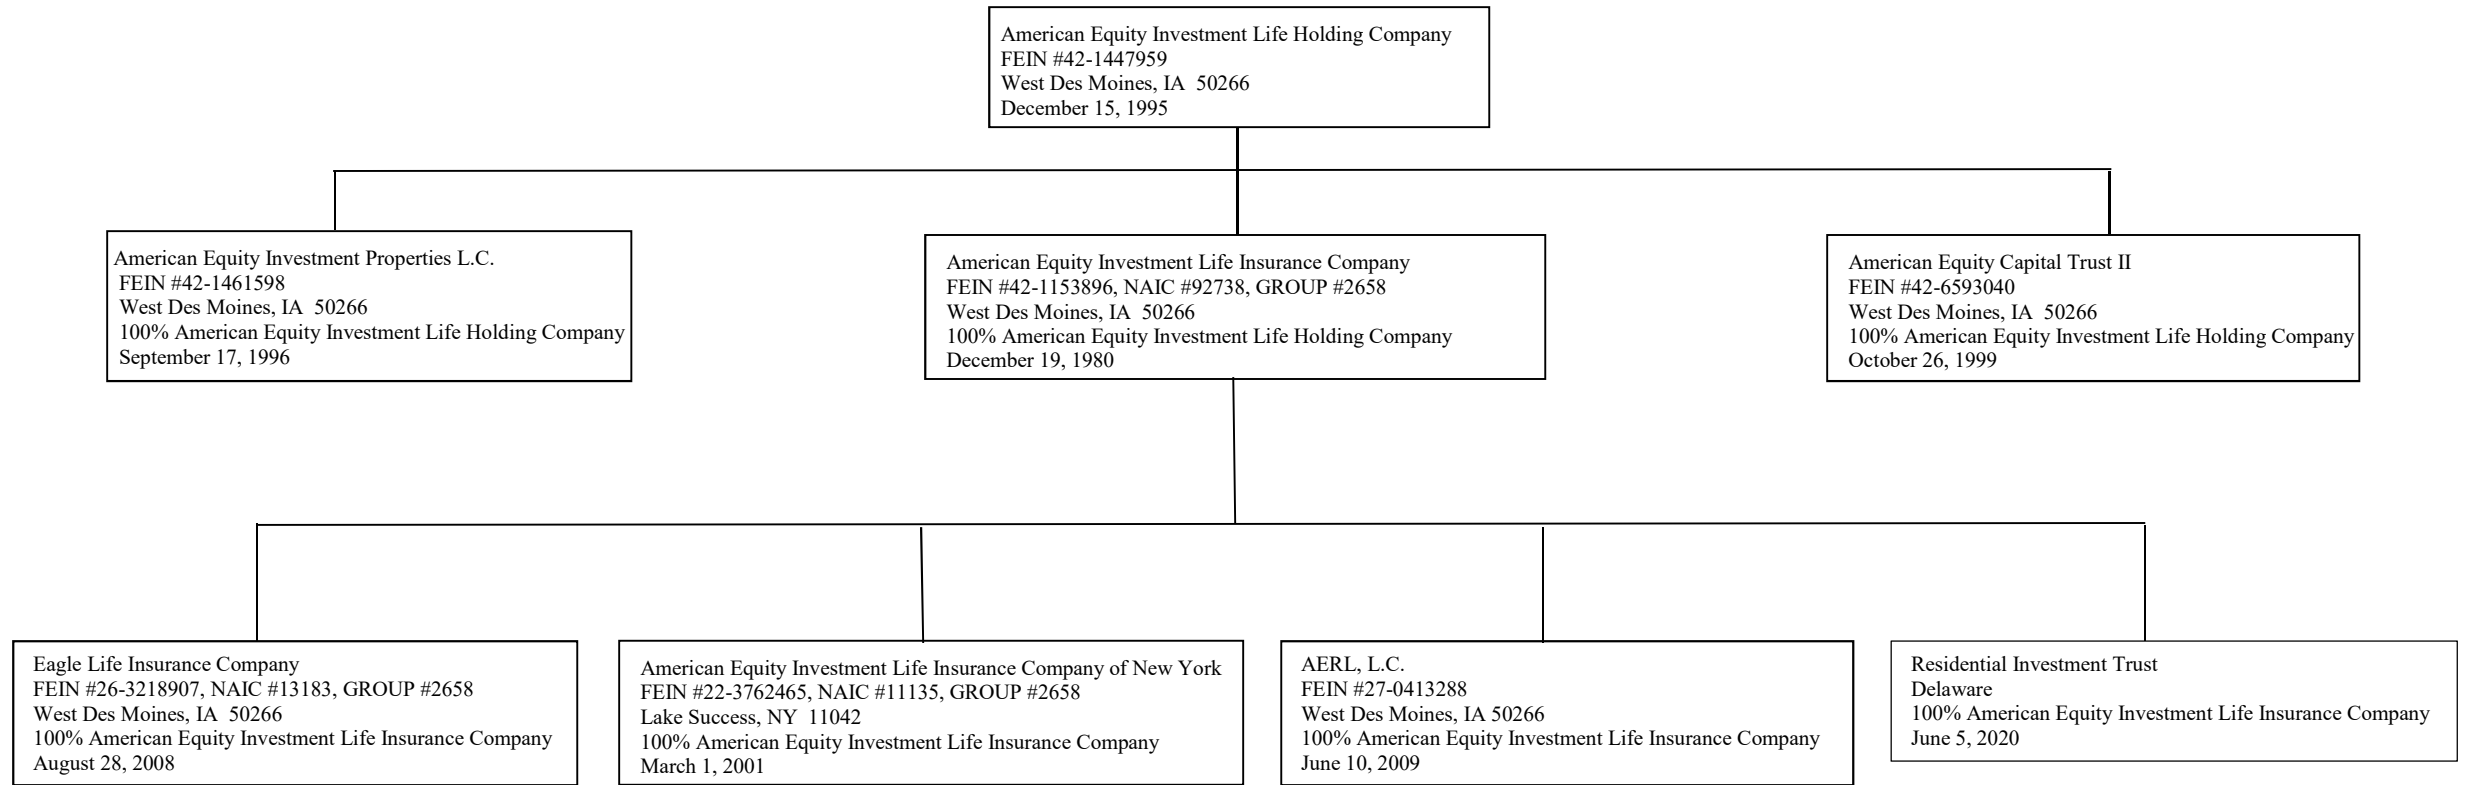 American Equity Investment Life Holding Company
FEIN #42-1447959
West Des Moines, IA  50266
December 15, 1995
American Equity Investment Properties L.C.
FEIN #42-1461598
West Des Moines, IA  50266
100% American Equity Investment Life Holding Company
September 17, 1996
American Equity Investment Life Insurance Company
FEIN #42-1153896, NAIC #92738, GROUP #2658
West Des Moines, IA  50266
100% American Equity Investment Life Holding Company
December 19, 1980
American Equity Capital Trust II
FEIN #42-6593040
West Des Moines, IA  50266
100% American Equity Investment Life Holding Company
October 26, 1999
Eagle Life Insurance Company
FEIN #26-3218907, NAIC #13183, GROUP #2658
West Des Moines, IA  50266
100% American Equity Investment Life Insurance Company
August 28, 2008
American Equity Investment Life Insurance Company of New York
FEIN #22-3762465, NAIC #11135, GROUP #2658
Lake Success, NY  11042
100% American Equity Investment Life Insurance Company
March 1, 2001
AERL, L.C.
FEIN #27-0413288
West Des Moines, IA 50266
100% American Equity Investment Life Insurance Company
June 10, 2009
Residential Investment Trust
Delaware
100% American Equity Investment Life Insurance Company
June 5, 2020